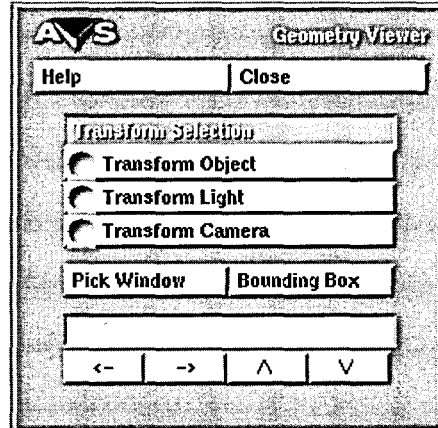 AVS Geometry Viewer
Help Close
Transform Selection
Transform Object
Transform Light
Transform Camera
Pick Window Bounding Box
<- -> ∧ ∨